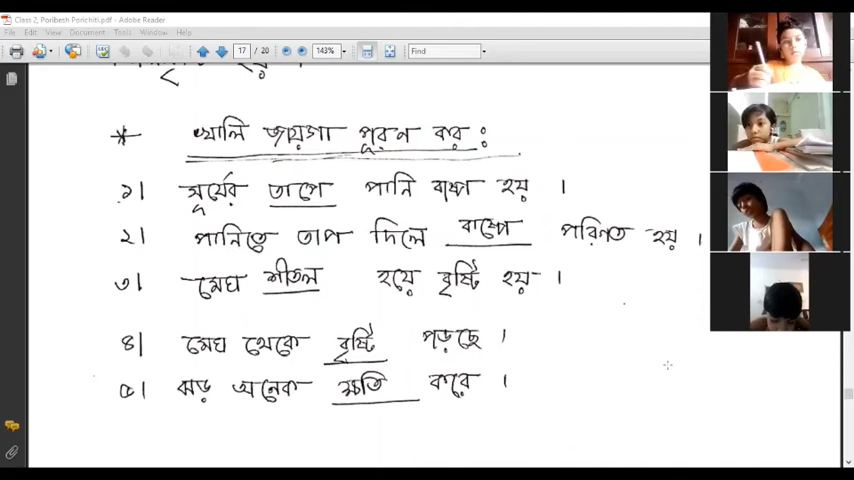 Class 2, Poribesh Porichiti.pdf - Adobe Reader
File Edit View Document Tools Window Help
17 / 20 143% Find
হয় ।
* খালি জায়গা পূরণ কর :
১। সূর্যের তাপে পানি বাষ্প হয় ।
২। পানিতে তাপ দিলে বাষ্পে পরিণত হয় ।
৩। মেঘ শীতল হয়ে বৃষ্টি হয় ।
৪। মেঘ থেকে বৃষ্টি পড়ছে ।
৫। ঝড় অনেক ক্ষতি করে ।